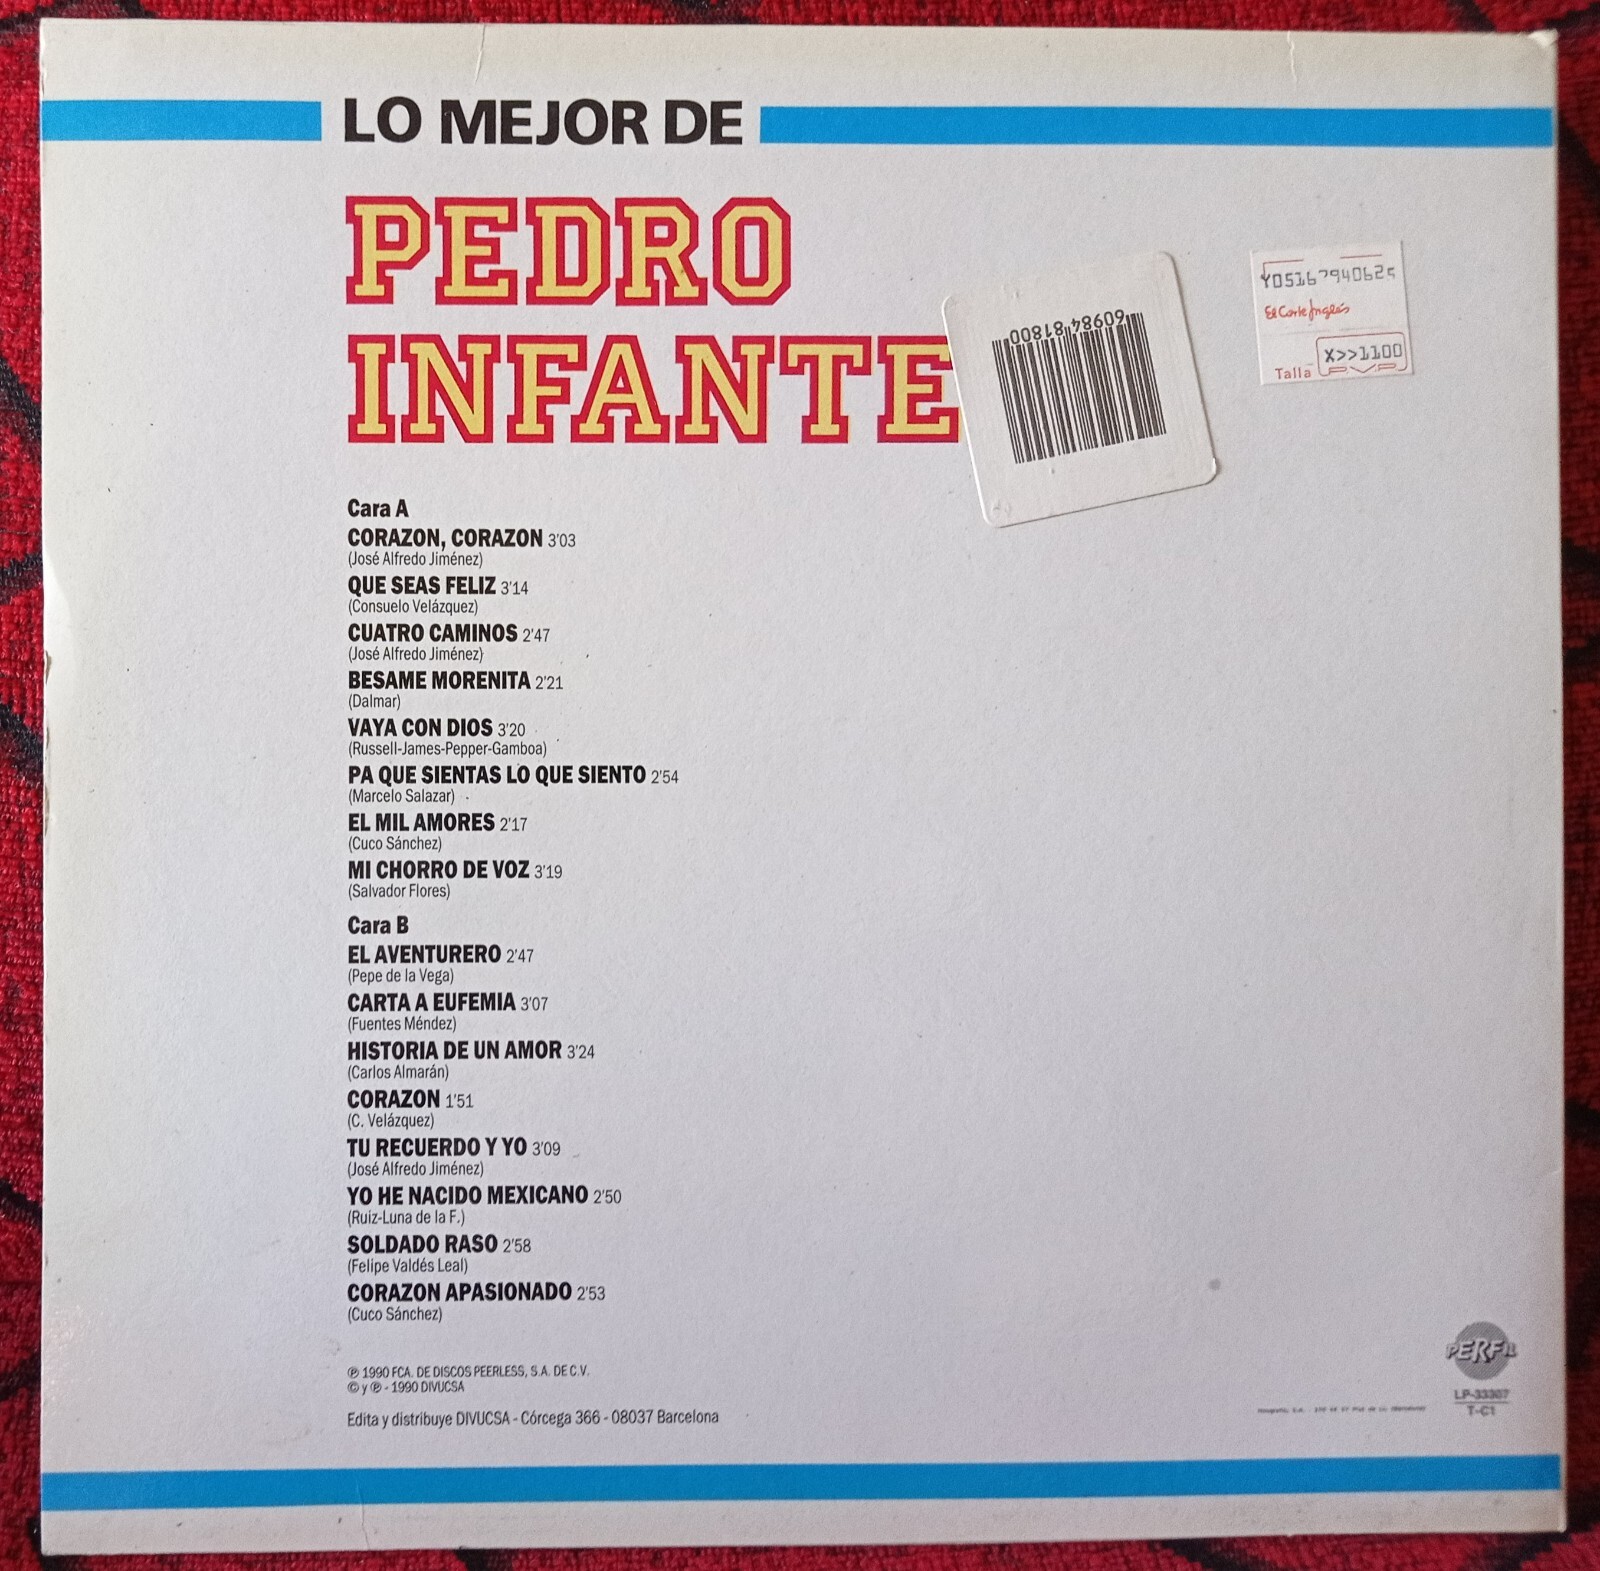 LO MEJOR DE
PEDRO
INFANTE
60984 81800
Y05167940625
El Corte Inglés
X>>1100
Talla P.V.P.
Cara A
CORAZON, CORAZON 3'03
(José Alfredo Jiménez)
QUE SEAS FELIZ 3'14
(Consuelo Velázquez)
CUATRO CAMINOS 2'47
(José Alfredo Jiménez)
BESAME MORENITA 2'21
(Dalmar)
VAYA CON DIOS 3'20
(Russell-James-Pepper-Gamboa)
PA QUE SIENTAS LO QUE SIENTO 2'54
(Marcelo Salazar)
EL MIL AMORES 2'17
(Cuco Sánchez)
MI CHORRO DE VOZ 3'19
(Salvador Flores)
Cara B
EL AVENTURERO 2'47
(Pepe de la Vega)
CARTA A EUFEMIA 3'07
(Fuentes Méndez)
HISTORIA DE UN AMOR 3'24
(Carlos Almarán)
CORAZON 1'51
(C. Velázquez)
TU RECUERDO Y YO 3'09
(José Alfredo Jiménez)
YO HE NACIDO MEXICANO 2'50
(Ruiz-Luna de la F.)
SOLDADO RASO 2'58
(Felipe Valdés Leal)
CORAZON APASIONADO 2'53
(Cuco Sánchez)
℗ 1990 FCA. DE DISCOS PEERLESS, S.A. DE C.V.
© y ℗ - 1990 DIVUCSA
Edita y distribuye DIVUCSA - Córcega 366 - 08037 Barcelona
PERFIL
LP-33307
T-C1